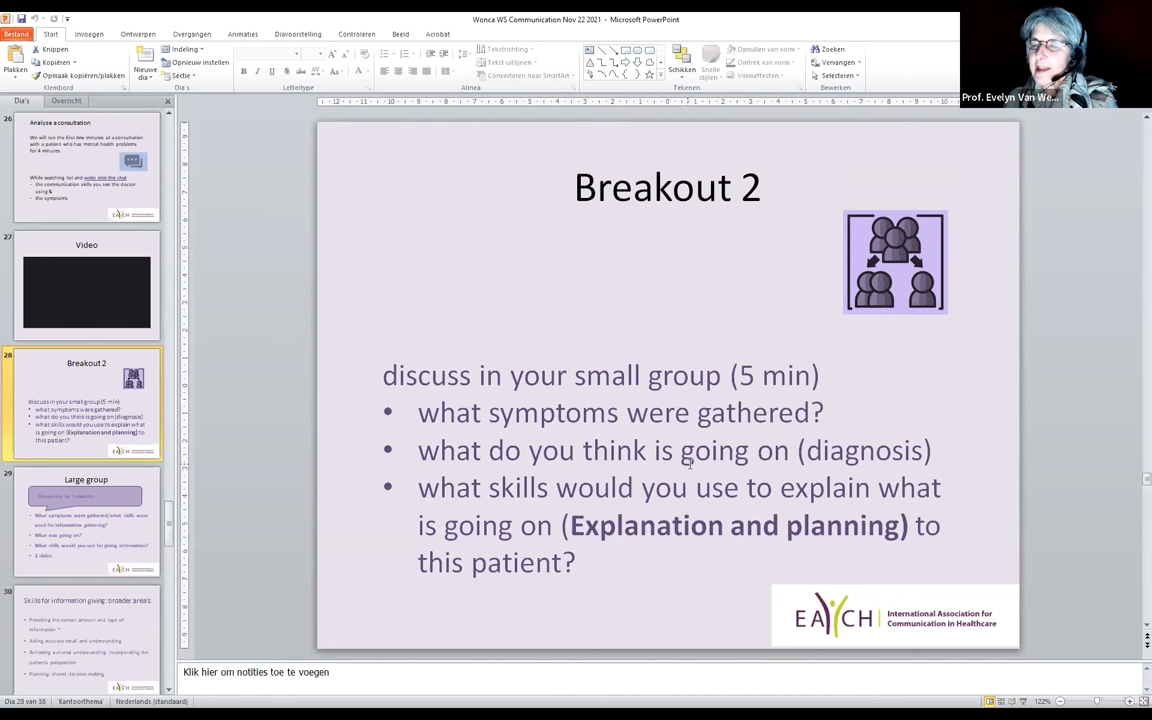 Wonca WS Communication Nov 22 2021 - Microsoft PowerPoint
Bestand Start Invoegen Ontwerpen Overgangen Animaties Diavoorstelling Controleren Beeld Acrobat
Plakken
Knippen
Kopiëren
Opmaak kopiëren/plakken
Klembord
Nieuwe
dia
Indeling
Opnieuw instellen
Sectie
Dia's
Lettertype
Tekstrichting
Tekst uitlijnen
Converteren naar SmartArt
Alinea
Schikken
Snelle
stijlen
Opvullen van vorm
Omtrek van vorm
Vormeffecten
Tekenen
Zoeken
Vervangen
Selecteren
Bewerken
Prof. Evelyn Van We...
Dia's Overzicht
26
Analyse a consultation
We will run the first few minutes of a consultation
with a patient who has mental health problems
for 4 minutes.
While watching list and write into the chat
- the communication skills you see the doctor
using &
- the symptoms
27
Video
28
Breakout 2
discuss in your small group (5 min)
• what symptoms were gathered?
• what do you think is going on (diagnosis)
• what skills would you use to explain what
is going on (Explanation and planning) to
this patient?
29
Large group
• What symptoms were gathered/what skills were
used for information gathering?
• What was going on?
• What skills would you use for giving information?
• 2 slides
30
Skills for information giving: broader area's
• Providing the correct amount and type of
information *
• Aiding accurate recall and understanding
• Achieving a shared understanding: incorporating the
patient's perspective
• Planning: shared decision making
Breakout 2
discuss in your small group (5 min)
• what symptoms were gathered?
• what do you think is going on (diagnosis)
• what skills would you use to explain what
is going on (Explanation and planning) to
this patient?
EACH International Association for
Communication in Healthcare
Klik hier om notities toe te voegen
Dia 28 van 38 'Kantoorthema' Nederlands (standaard) 122%